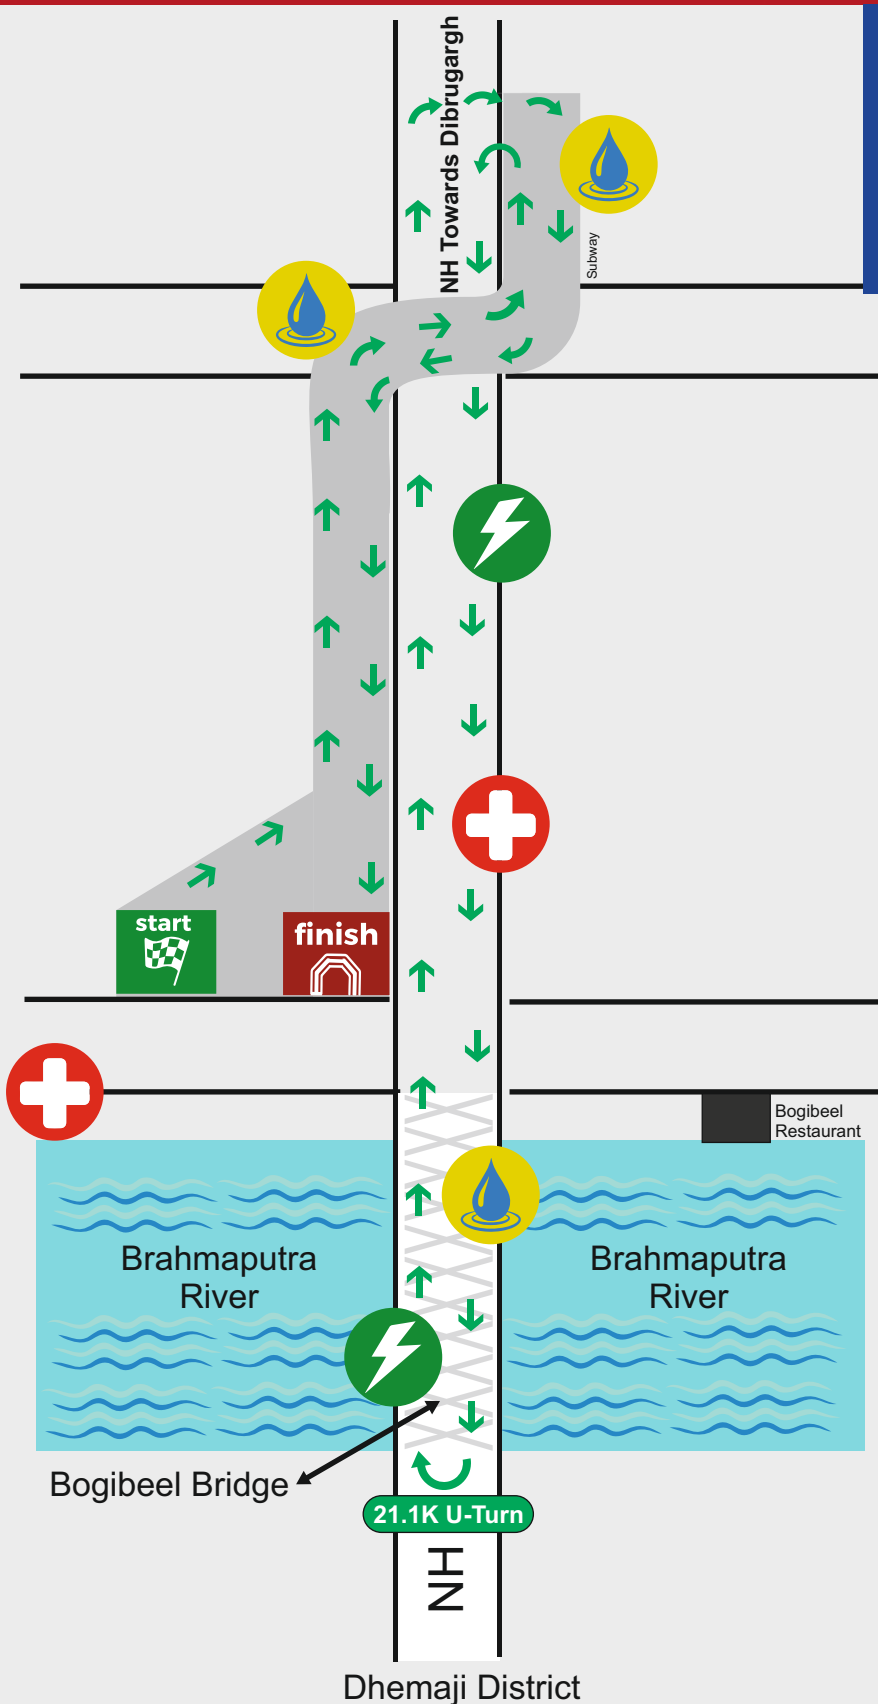 NH Towards Dibrugargh
Subway
start
finish
Bogibeel
Restaurant
Brahmaputra
River
Brahmaputra
River
Bogibeel Bridge
21.1K U-Turn
NH
Dhemaji District